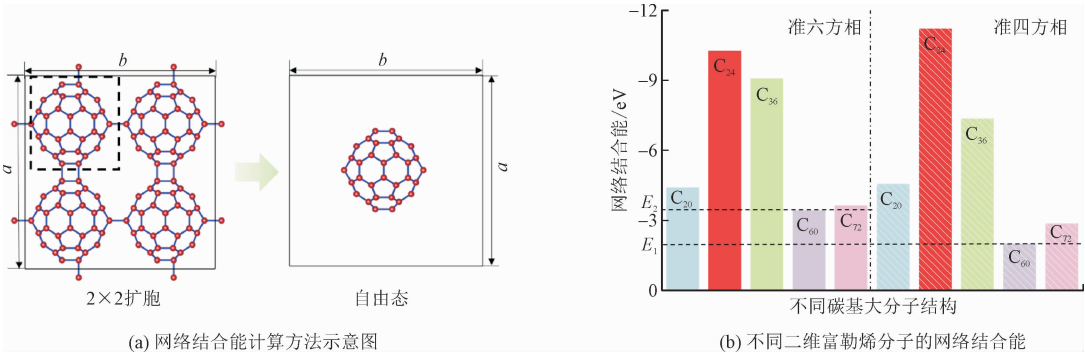 b
a
2×2扩胞
b
a
自由态
(a) 网络结合能计算方法示意图
网络结合能/eV
−12
−9
−6
−3
0
E₂
E₁
准六方相
准四方相
C₂₀
C₂₄
C₃₆
C₆₀
C₇₂
C₂₀
C₂₄
C₃₆
C₆₀
C₇₂
不同碳基大分子结构
(b) 不同二维富勒烯分子的网络结合能